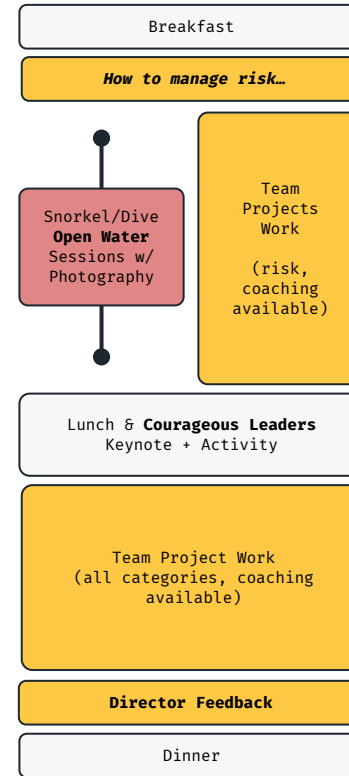 Breakfast
How to manage risk…
Snorkel/Dive
Open Water
Sessions w/
Photography
Team
Projects
Work
(risk,
coaching
available)
Lunch & Courageous Leaders
Keynote + Activity
Team Project Work
(all categories, coaching
available)
Director Feedback
Dinner